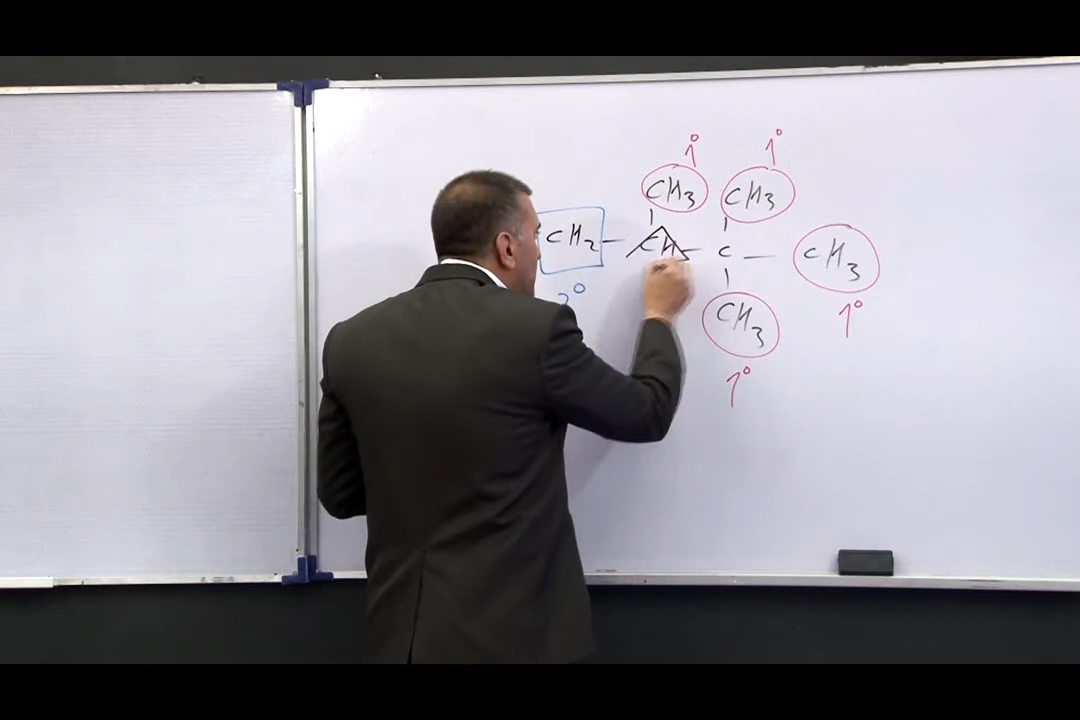 1° 1°
CH3 CH3
CH2 — CH — C — CH3
2° 1°
CH3
1°